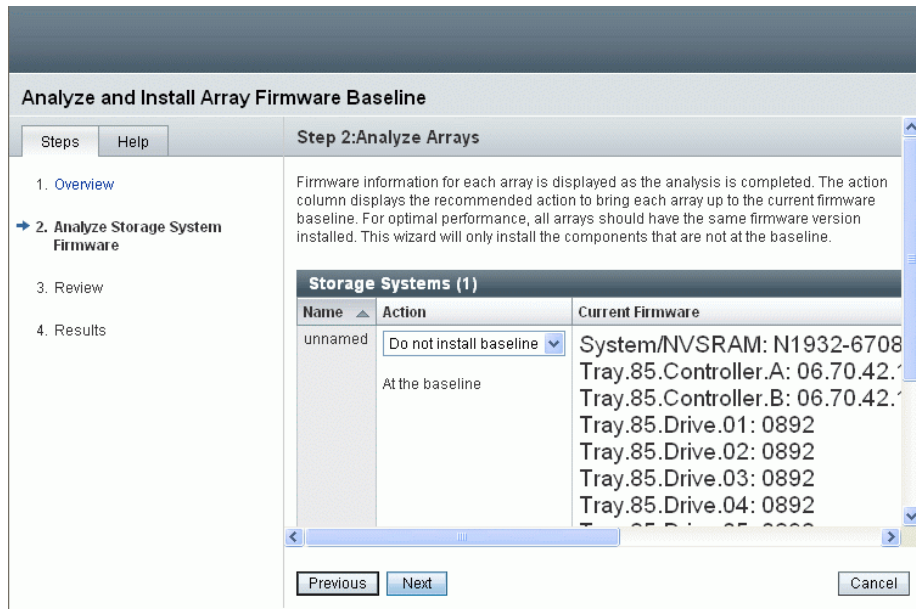 Analyze and Install Array Firmware Baseline
Steps
Help
1. Overview
2. Analyze Storage System
Firmware
3. Review
4. Results
Step 2:Analyze Arrays
Firmware information for each array is displayed as the analysis is completed. The action
column displays the recommended action to bring each array up to the current firmware
baseline. For optimal performance, all arrays should have the same firmware version
installed. This wizard will only install the components that are not at the baseline.
Storage Systems (1)
Name Action Current Firmware
unnamed
Do not install baseline
At the baseline
System/NVSRAM: N1932-6708
Tray.85.Controller.A: 06.70.42.
Tray.85.Controller.B: 06.70.42.
Tray.85.Drive.01: 0892
Tray.85.Drive.02: 0892
Tray.85.Drive.03: 0892
Tray.85.Drive.04: 0892
Previous Next Cancel